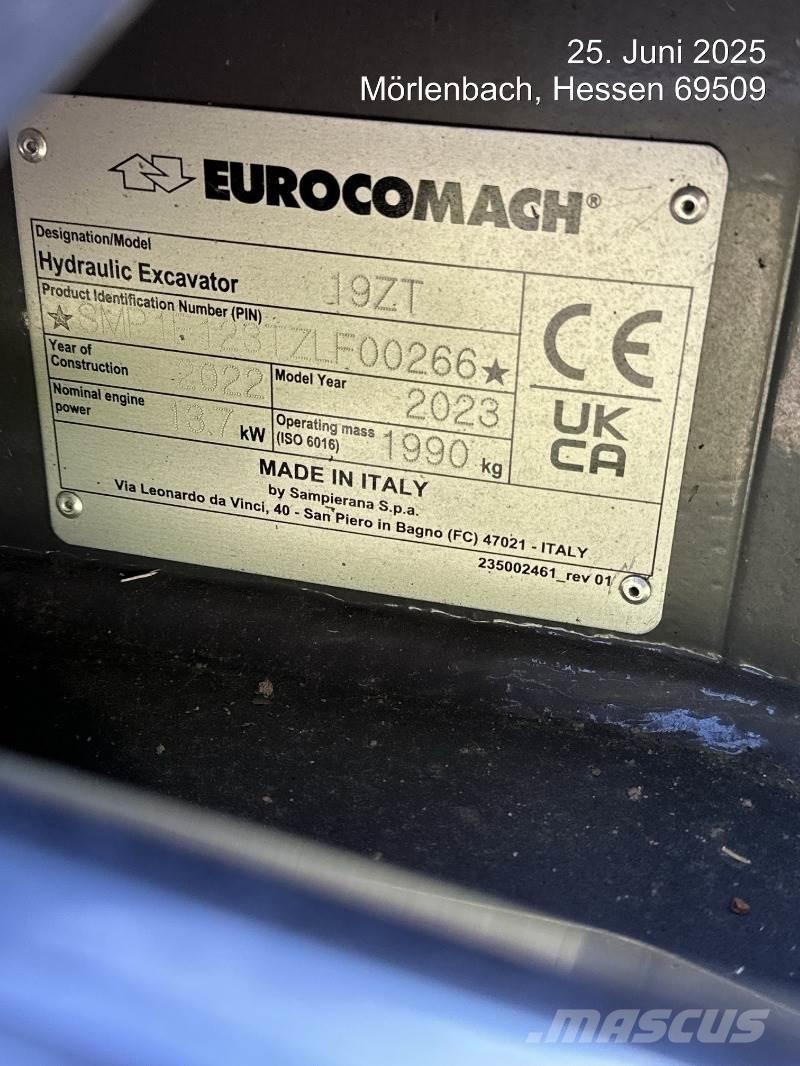 25. Juni 2025
Mörlenbach, Hessen 69509
EUROCOMACH®
Designation/Model
Hydraulic Excavator 19ZT
Product Identification Number (PIN)
Year of Construction 2022 Model Year 2023
Nominal engine power 13.7 kW Operating mass (ISO 6016) 1990 kg
CE
UK
CA
MADE IN ITALY
by Sampierana S.p.a.
Via Leonardo da Vinci, 40 - San Piero in Bagno (FC) 47021 - ITALY
235002461_rev 01
MASCUS